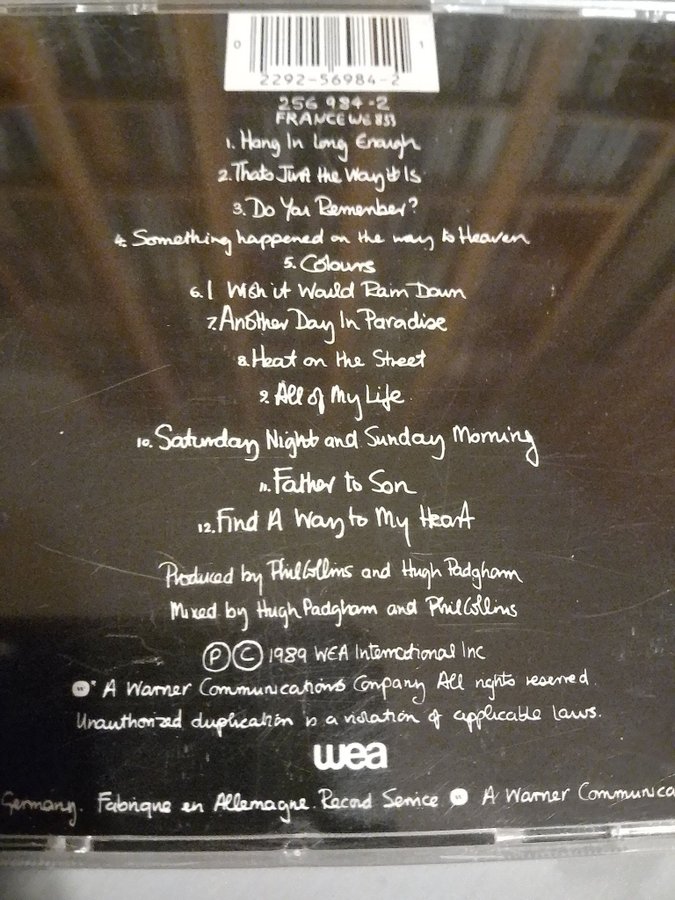 0 1
2292-56984-2
256 984-2
FRANCE WE 833
1. Hang In Long Enough
2. Thats Just the Way it Is
3. Do You Remember?
4. Something happened on the way to Heaven
5. Colours
6. I Wish it Would Rain Down
7. Another Day In Paradise
8. Heat on the Street
9. All of My Life
10. Saturday Night and Sunday Morning
11. Father to Son
12. Find A Way to My Heart
Produced by Phil Collins and Hugh Padgham
Mixed by Hugh Padgham and Phil Collins
Ⓟ Ⓒ 1989 WEA International Inc
A Warner Communications Company All rights reserved.
Unauthorized duplication is a violation of applicable laws.
wea
Germany. Fabrique en Allemagne. Record Service A Warner Communica